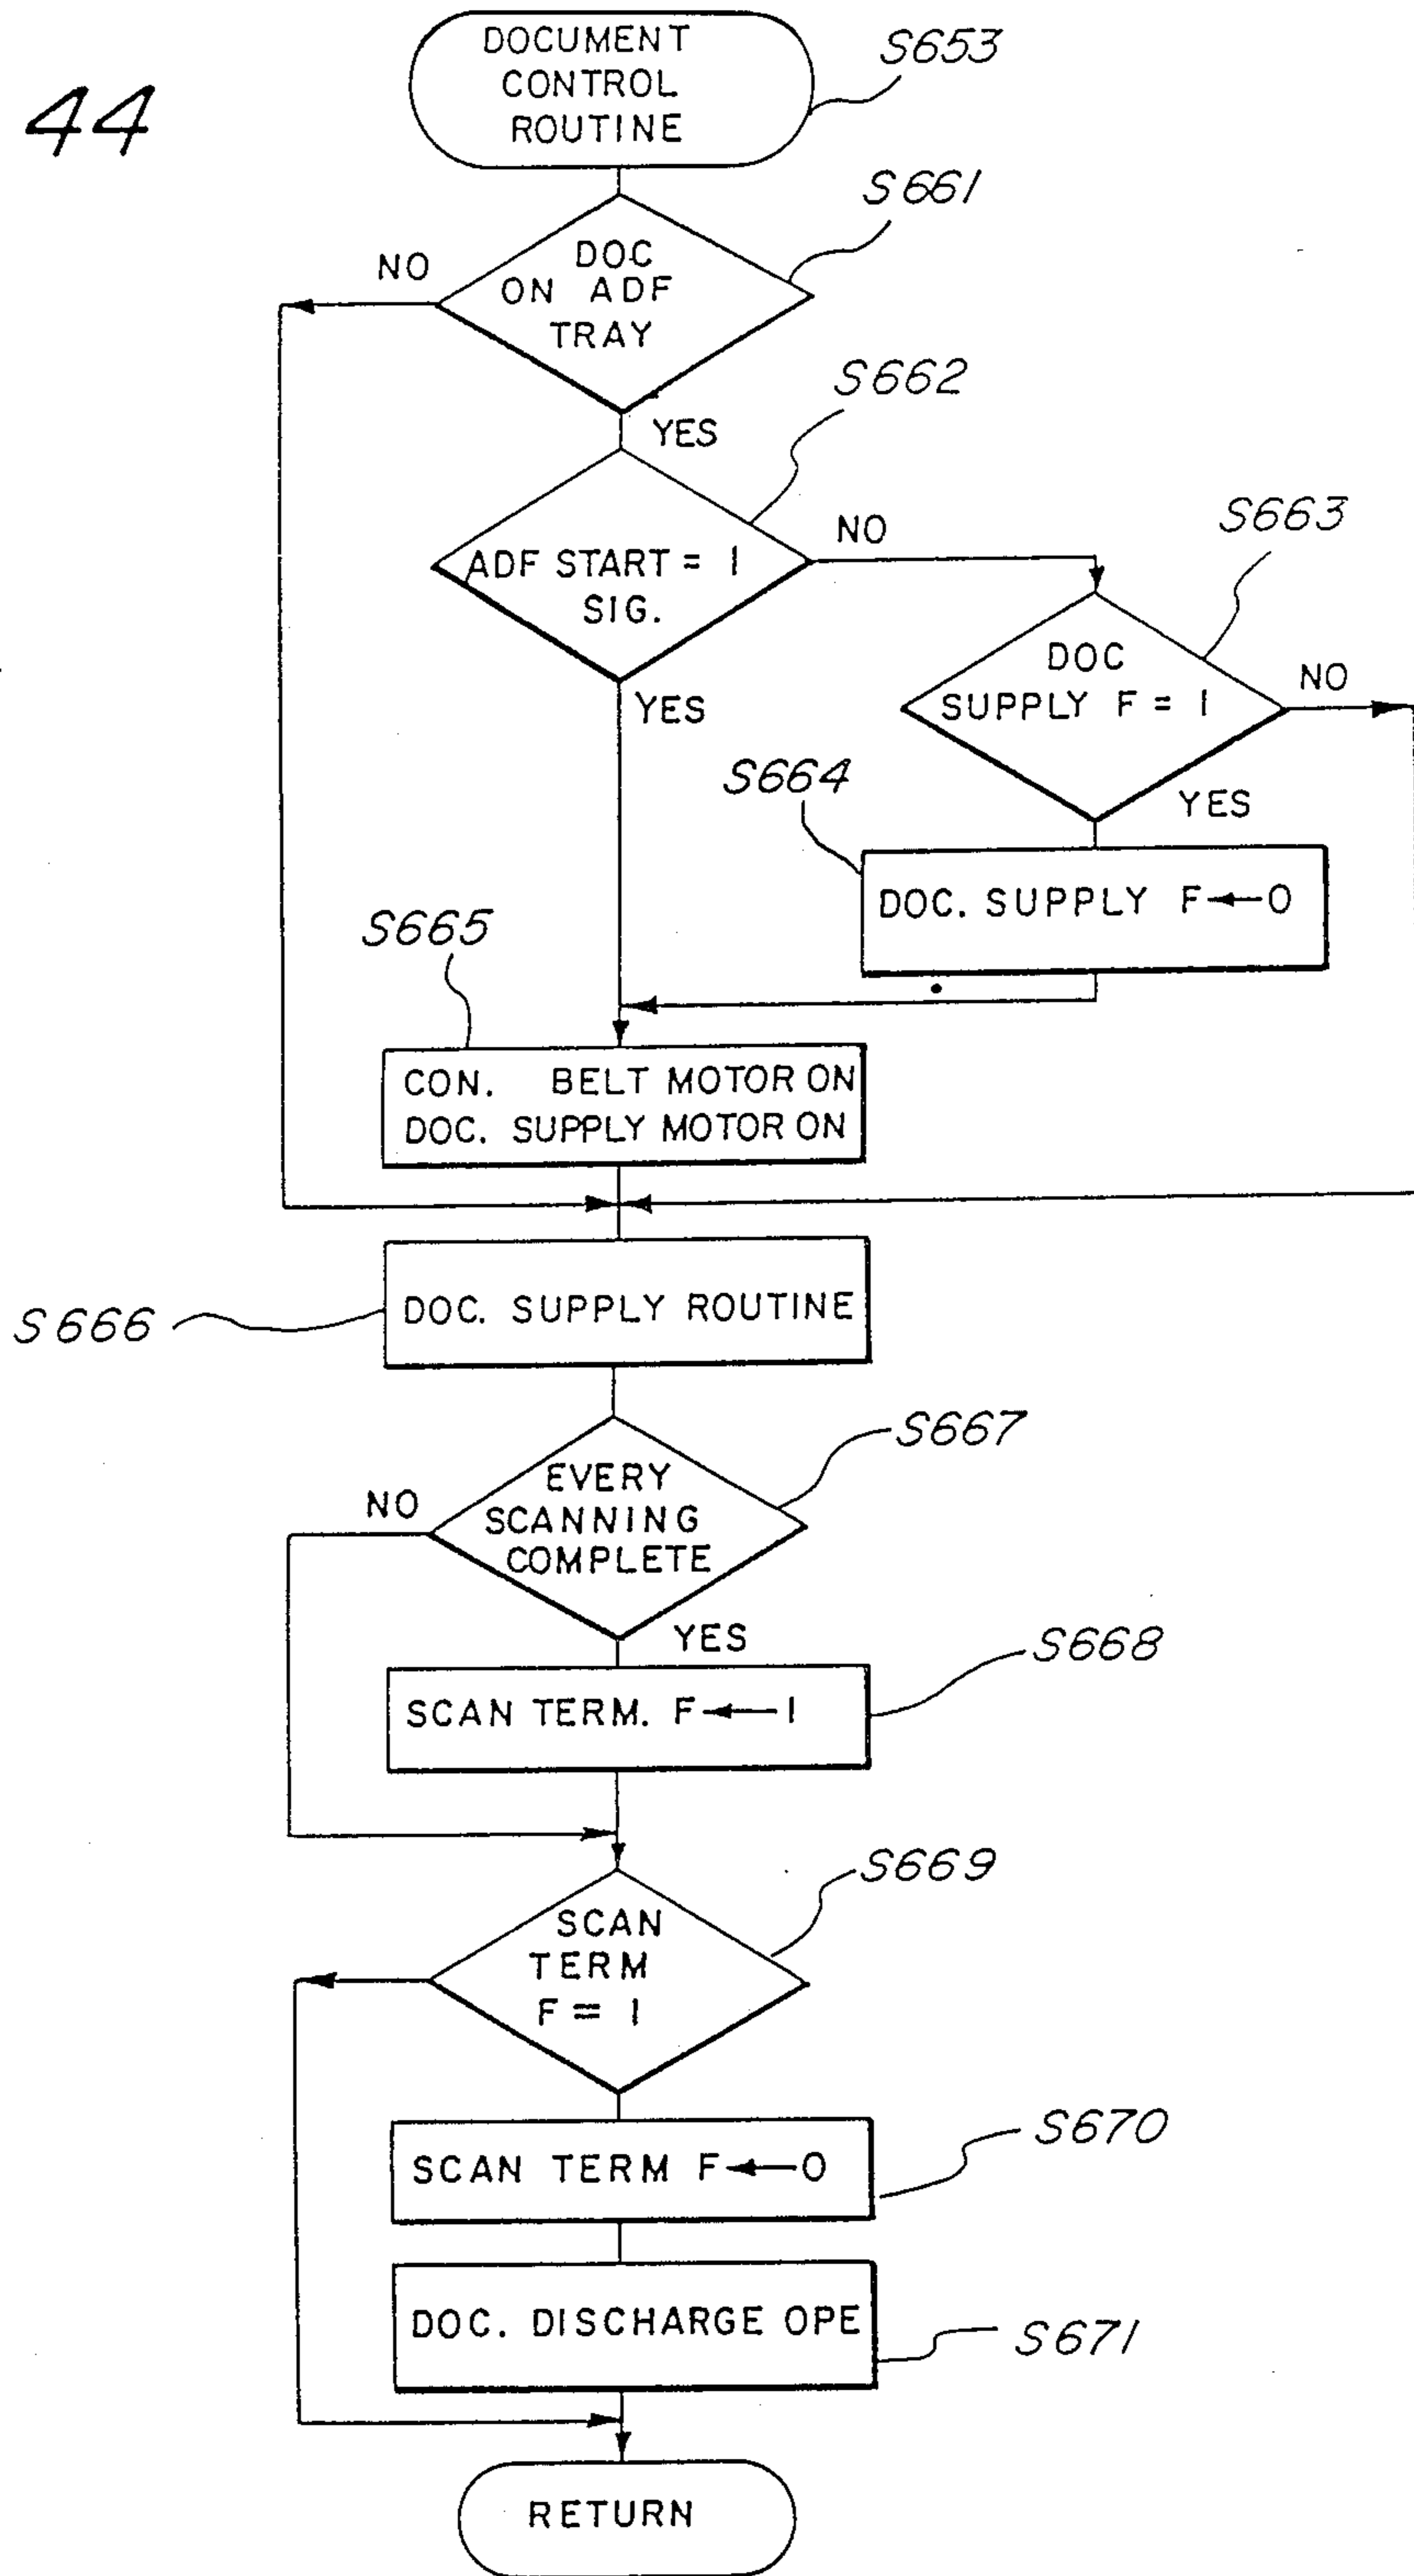 44
DOCUMENT
CONTROL
ROUTINE
S653
S661
DOC
ON ADF
TRAY
NO
YES
S662
ADF START = 1
SIG.
NO
YES
S663
DOC
SUPPLY F = 1
NO
YES
S664
DOC. SUPPLY F←0
S665
CON. BELT MOTOR ON
DOC. SUPPLY MOTOR ON
S666
DOC. SUPPLY ROUTINE
S667
EVERY
SCANNING
COMPLETE
NO
YES
S668
SCAN TERM. F←1
S669
SCAN
TERM
F = 1
S670
SCAN TERM F←0
DOC. DISCHARGE OPE
S671
RETURN